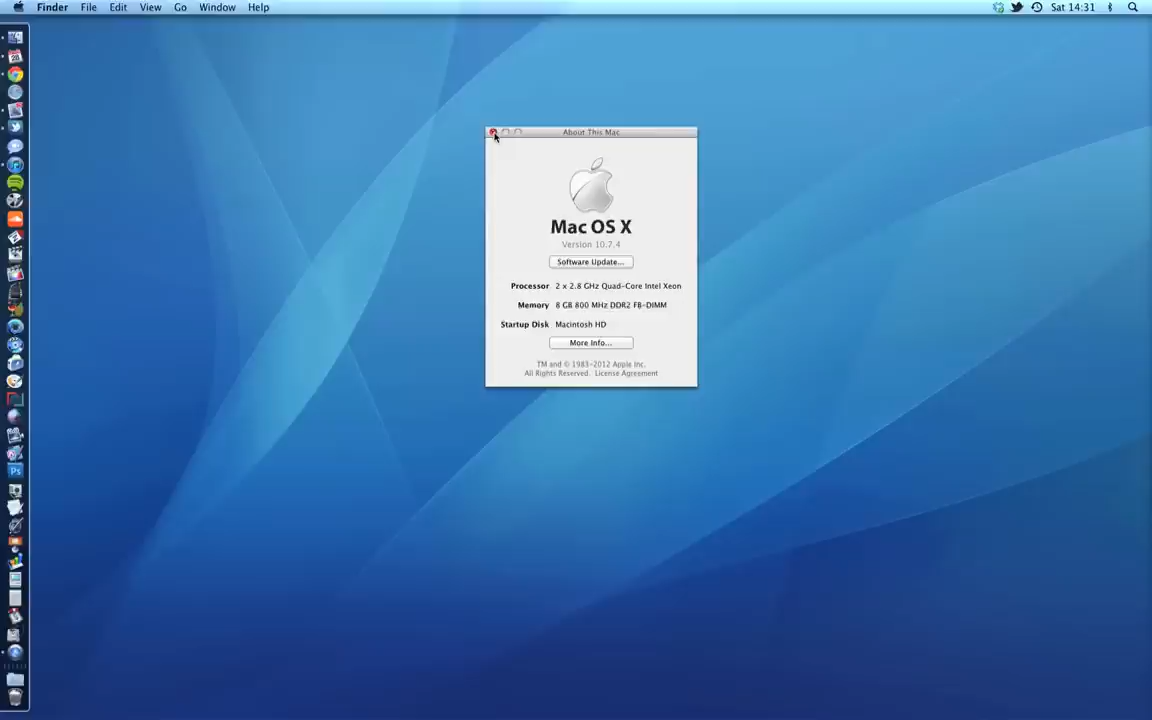 Finder File Edit View Go Window Help
Sat 14:31
About This Mac
Mac OS X
Version 10.7.4
Software Update...
Processor 2 x 2.8 GHz Quad-Core Intel Xeon
Memory 8 GB 800 MHz DDR2 FB-DIMM
Startup Disk Macintosh HD
More Info...
TM and © 1983-2012 Apple Inc.
All Rights Reserved. License Agreement
Ps